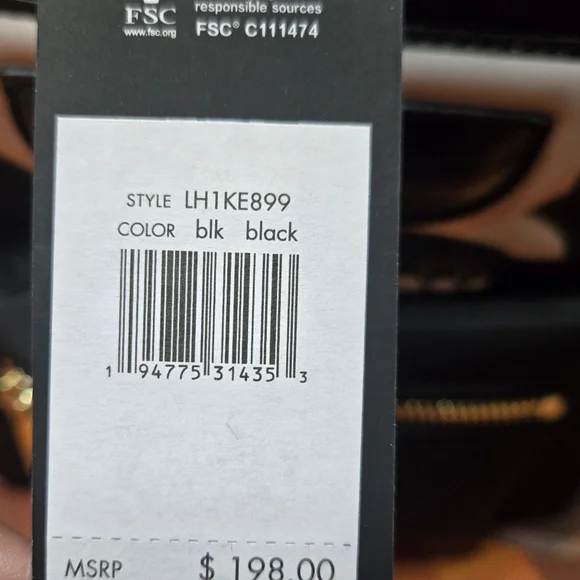 responsible sources
FSC
www.fsc.org
FSC® C111474
STYLE LH1KE899
COLOR blk black
1 94775 31435 3
MSRP $ 198.00